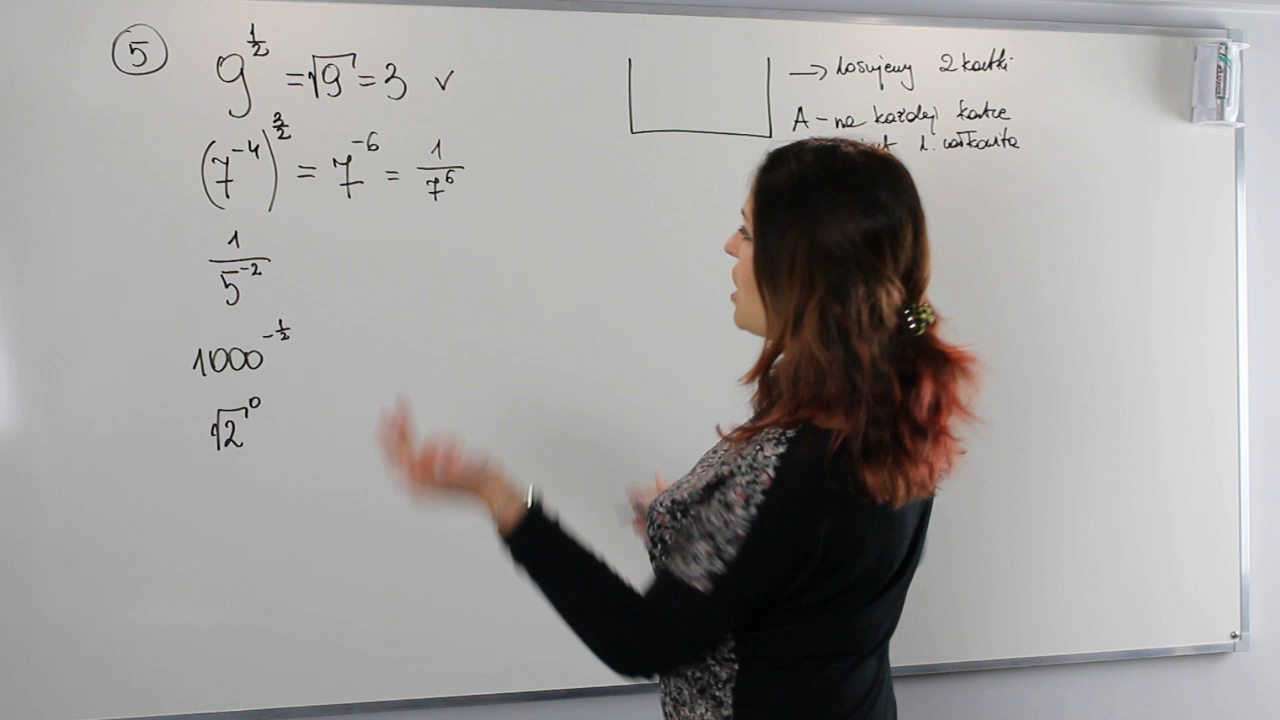 5
9^{1/2} = √9 = 3 ✓
(7^{-4})^{3/2} = 7^{-6} = 1/7^6
1/5^{-2}
1000^{-1/2}
√2^0
→ Losujemy 2 kartki
A - na każdej kartce
l. całkowita